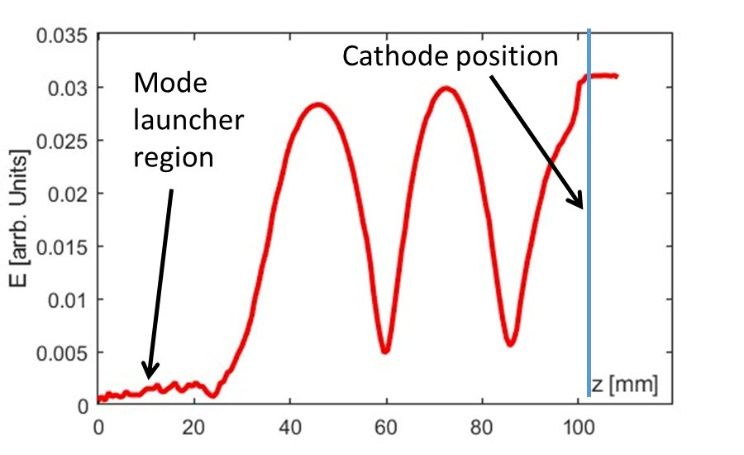 0.035
Cathode position
Mode
launcher
region
0.03
0.025
0.02
0.015
0.01
0.005
0
E [arrb. Units]
z [mm]
0 20 40 60 80 100